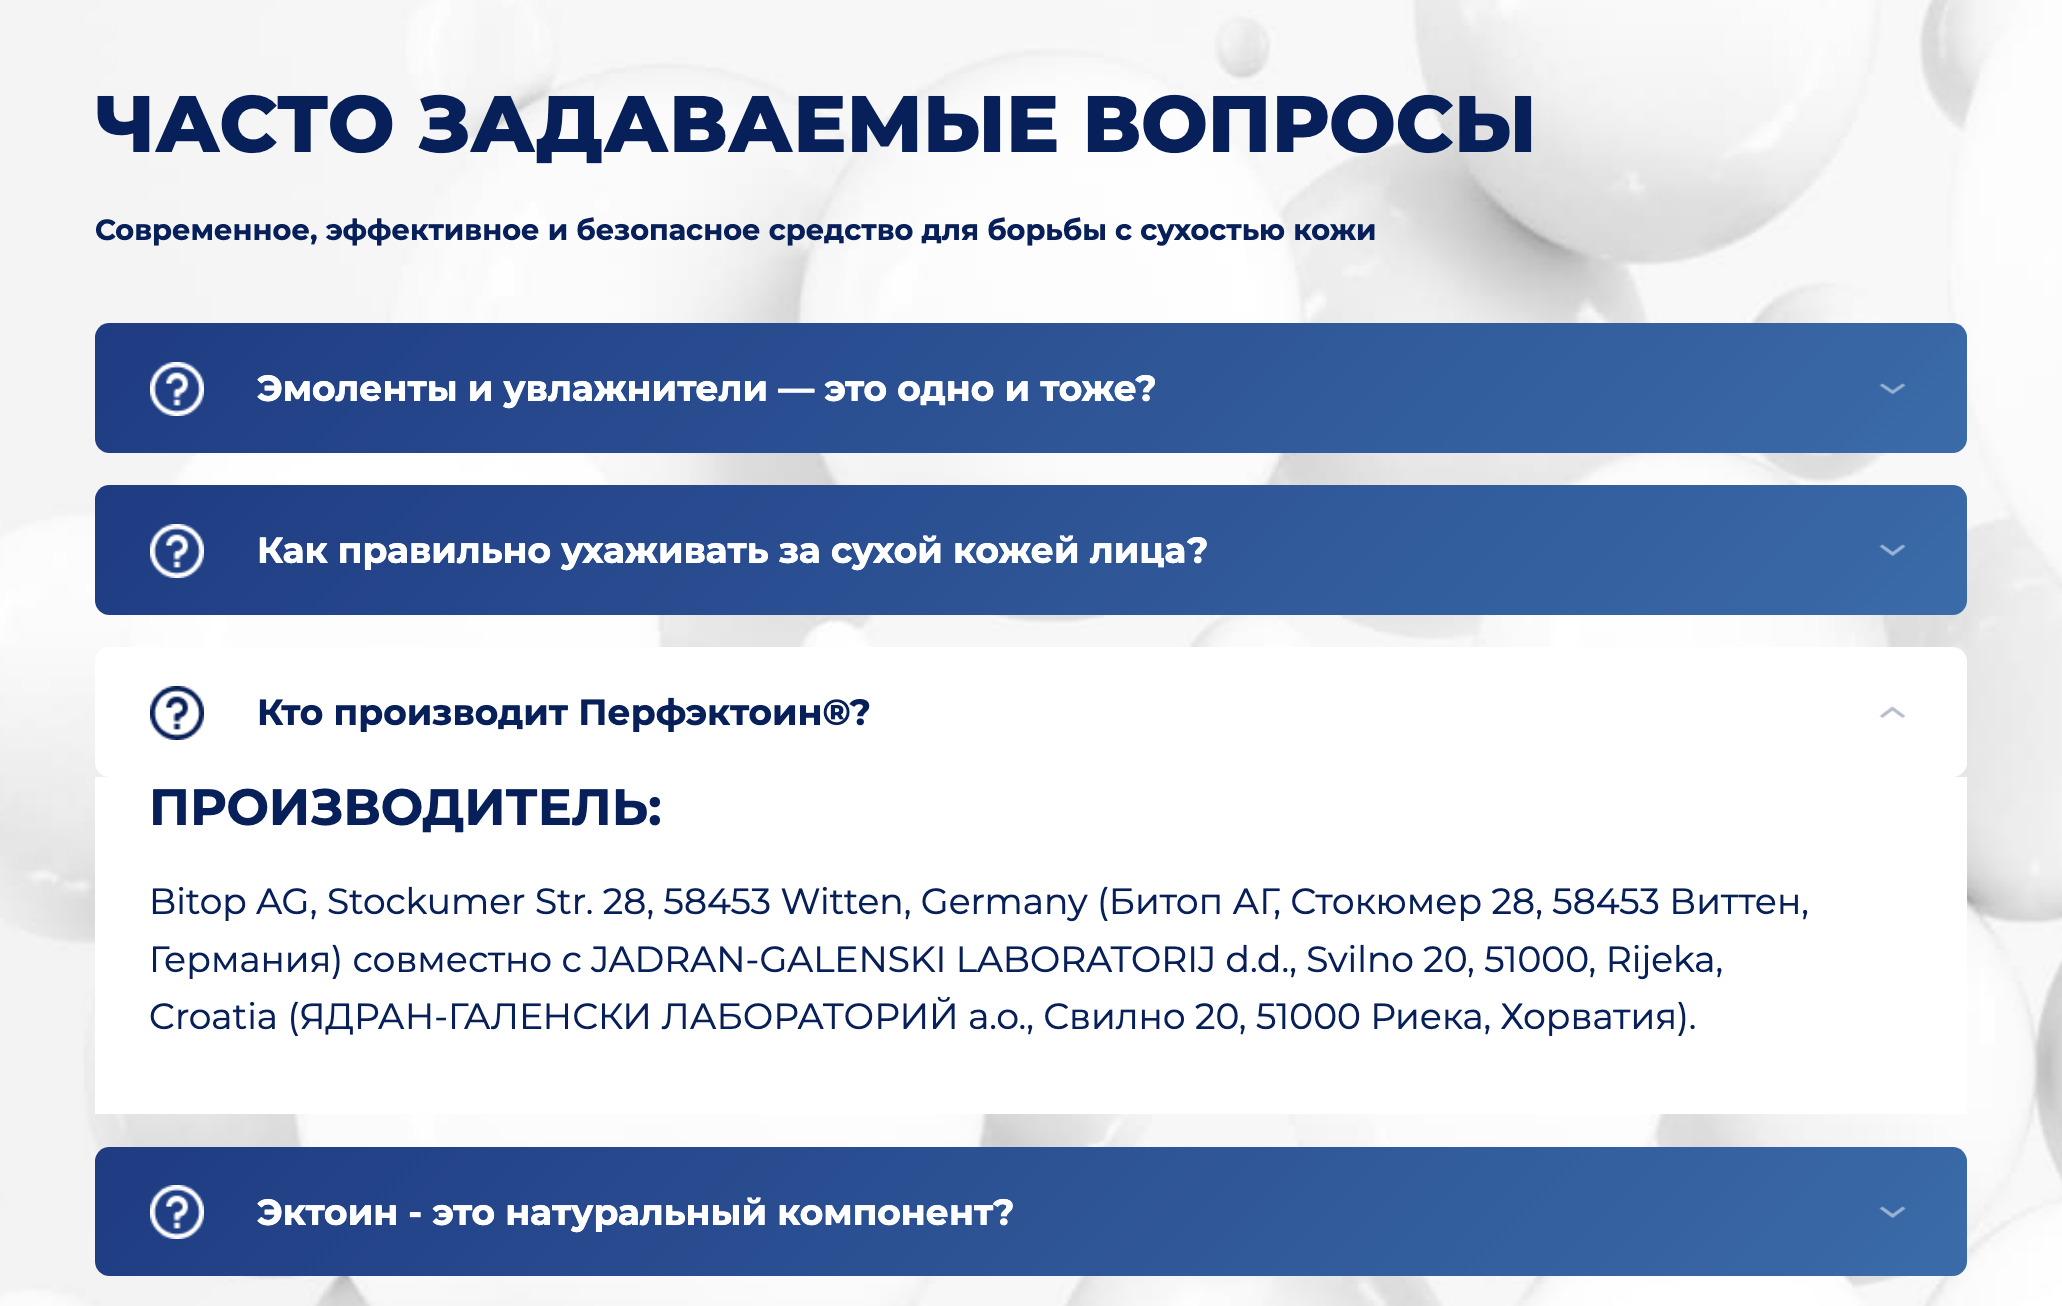 ЧАСТО ЗАДАВАЕМЫЕ ВОПРОСЫ
Современное, эффективное и безопасное средство для борьбы с сухостью кожи
Эмоленты и увлажнители — это одно и тоже?
Как правильно ухаживать за сухой кожей лица?
Кто производит Перфэктоин®?
ПРОИЗВОДИТЕЛЬ:
Bitop AG, Stockumer Str. 28, 58453 Witten, Germany (Битоп АГ, Стокюмер 28, 58453 Виттен,
Германия) совместно с JADRAN-GALENSKI LABORATORIJ d.d., Svilno 20, 51000, Rijeka,
Croatia (ЯДРАН-ГАЛЕНСКИ ЛАБОРАТОРИЙ а.о., Свилно 20, 51000 Риека, Хорватия).
Эктоин - это натуральный компонент?